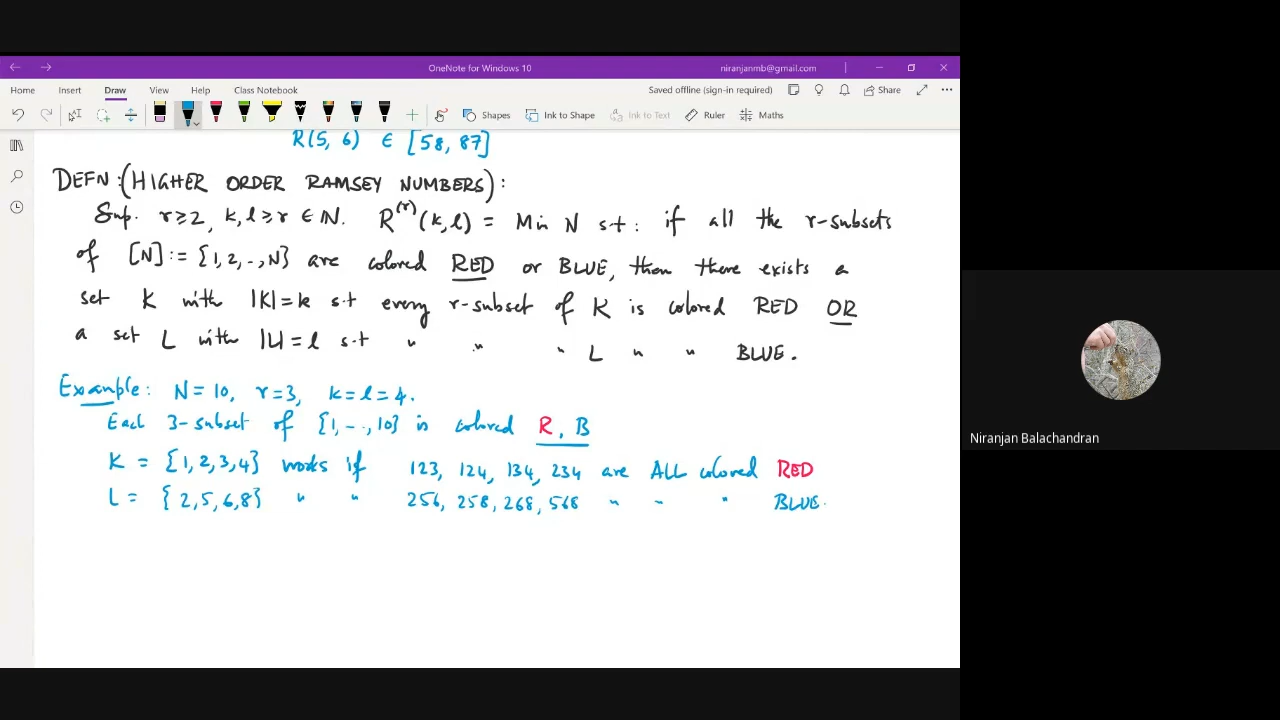 OneNote for Windows 10
niranjanmb@gmail.com
Home Insert Draw View Help Class Notebook
Saved offline (sign-in required)
Share
Shapes
Ink to Shape
Ink to Text
Ruler
Maths
R(5, 6) ∈ [58, 87]
DEFN: (HIGHER ORDER RAMSEY NUMBERS):
Sup. r≥2, k, l ≥ r ∈ ℕ. R^(r)(k, l) = Min N s.t: if all the r-subsets
of [N] := {1, 2, .., N} are colored RED or BLUE, then there exists a
set K with |K| = k s.t every r-subset of K is colored RED OR
a set L with |L| = l s.t " " " L " " BLUE.
Example: N = 10, r = 3, k = l = 4.
Each 3-subset of {1, - .., 10} is colored R, B
K = {1, 2, 3, 4} works if 123, 124, 134, 234 are ALL colored RED
L = {2, 5, 6, 8} " " 256, 258, 268, 568 " " " BLUE.
Niranjan Balachandran